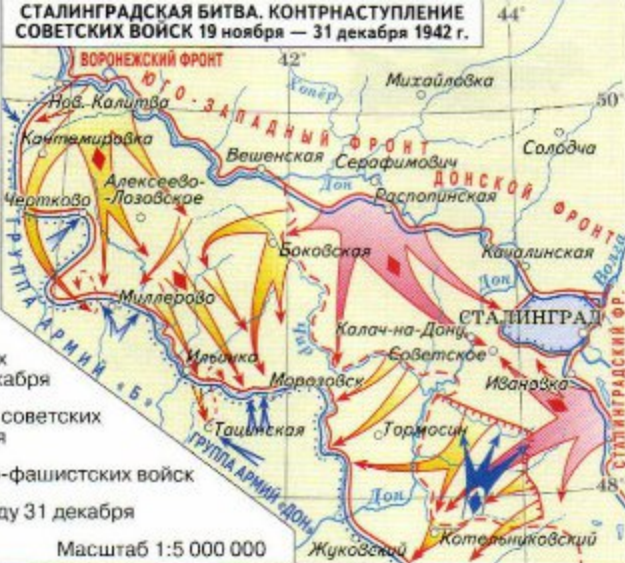 СТАЛИНГРАДСКАЯ БИТВА. КОНТРНАСТУПЛЕНИЕ
СОВЕТСКИХ ВОЙСК 19 ноября — 31 декабря 1942 г.
44°
42°
50°
48°
ВОРОНЕЖСКИЙ ФРОНТ
ЮГО-ЗАПАДНЫЙ ФРОНТ
ДОНСКОЙ ФРОНТ
СТАЛИНГРАДСКИЙ ФР.
Хопёр
Михайловка
Нов. Калитва
Кантемировка
Солодча
Вешенская
Серафимович
Дон
Распопинская
Алексеево-
-Лозовское
Чертково
Боковская
Качалинская
Волга
Дон
Миллерово
СТАЛИНГРАД
Калач-на-Дону
Советское
Чир
Ильинка
Морозовск
Ивановка
Тацинская
Тормосин
Дон
Котельниковский
Жуковский
ГРУППА АРМИЙ «Б»
ГРУППА АРМИЙ «ДОН»
х
кабря
советских
я
-фашистских войск
ду 31 декабря
Масштаб 1:5 000 000